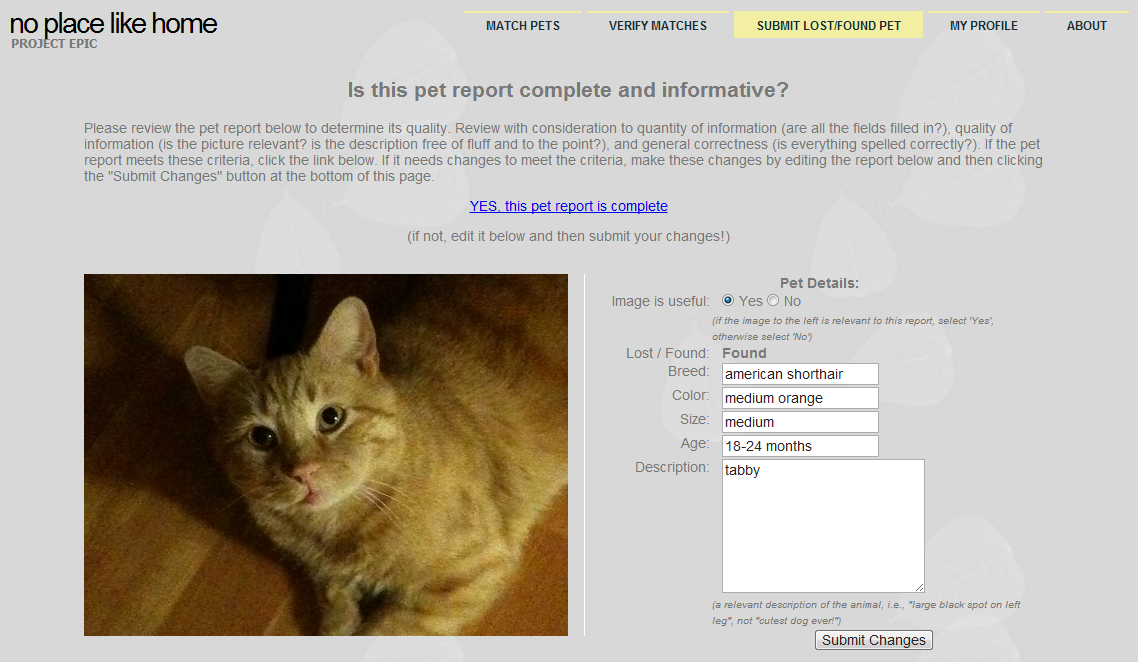 no place like home
PROJECT EPIC
MATCH PETS VERIFY MATCHES SUBMIT LOST/FOUND PET MY PROFILE ABOUT
Is this pet report complete and informative?
Please review the pet report below to determine its quality. Review with consideration to quantity of information (are all the fields filled in?), quality of
information (is the picture relevant? is the description free of fluff and to the point?), and general correctness (is everything spelled correctly?). If the pet
report meets these criteria, click the link below. If it needs changes to meet the criteria, make these changes by editing the report below and then clicking
the "Submit Changes" button at the bottom of this page.
YES, this pet report is complete
(if not, edit it below and then submit your changes!)
Pet Details:
Image is useful: Yes No
(if the image to the left is relevant to this report, select 'Yes',
otherwise select 'No')
Lost / Found: Found
Breed: american shorthair
Color: medium orange
Size: medium
Age: 18-24 months
Description: tabby
(a relevant description of the animal, i.e., "large black spot on left
leg", not "cutest dog ever!")
Submit Changes